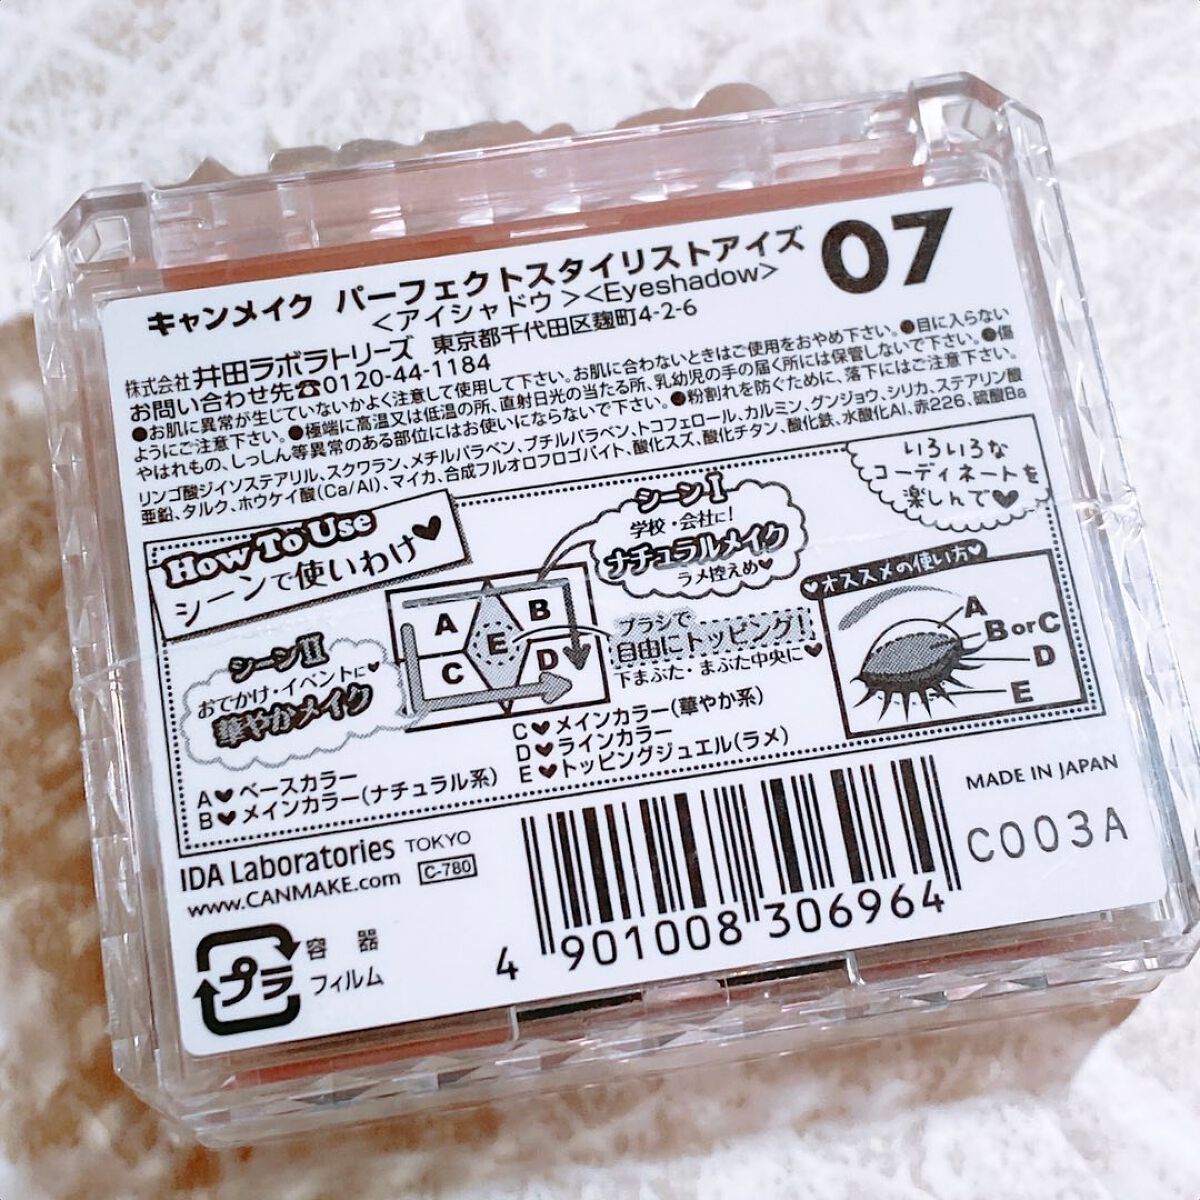 キャンメイク パーフェクトスタイリストアイズ
<アイシャドウ><Eyeshadow>
07
株式会社 井田ラボラトリーズ 東京都千代田区麹町4-2-6
お問い合わせ先☎0120-44-1184
●お肌に異常が生じていないかよく注意して使用して下さい。お肌に合わないときはご使用をおやめ下さい。●目に入らない
ようにご注意下さい。●極端に高温又は低温の所、直射日光の当たる所、乳幼児の手の届く所には保管しないで下さい。●傷
やはれもの、しっしん等異常のある部位にはお使いにならないで下さい。●粉割れを防ぐために、落下にはご注意下さい。
リンゴ酸ジイソステアリル、スクワラン、メチルパラベン、ブチルパラベン、トコフェロール、カルミン、グンジョウ、シリカ、ステアリン酸
亜鉛、タルク、ホウケイ酸(Ca/Al)、マイカ、合成フルオロフロゴパイト、酸化スズ、酸化チタン、酸化鉄、水酸化Al、赤226、硫酸Ba
How To Use
シーンで使いわけ♥
シーンI
学校・会社に!
ナチュラルメイク
ラメ控えめ♥
いろいろな
コーディネートを
楽しんで♥
シーンII
おでかけ・イベントに♥
華やかメイク
A
B
C
D
E
ブラシで
自由にトッピング!
下まぶた・まぶた中央に♥
♥オススメの使い方♥
A
B or C
D
E
A♥ベースカラー
B♥メインカラー(ナチュラル系)
C♥メインカラー(華やか系)
D♥ラインカラー
E♥トッピングジュエル(ラメ)
IDA Laboratories TOKYO
www.CANMAKE.com C-780
MADE IN JAPAN
C003A
4 901008 306964
プラ
容器
フィルム